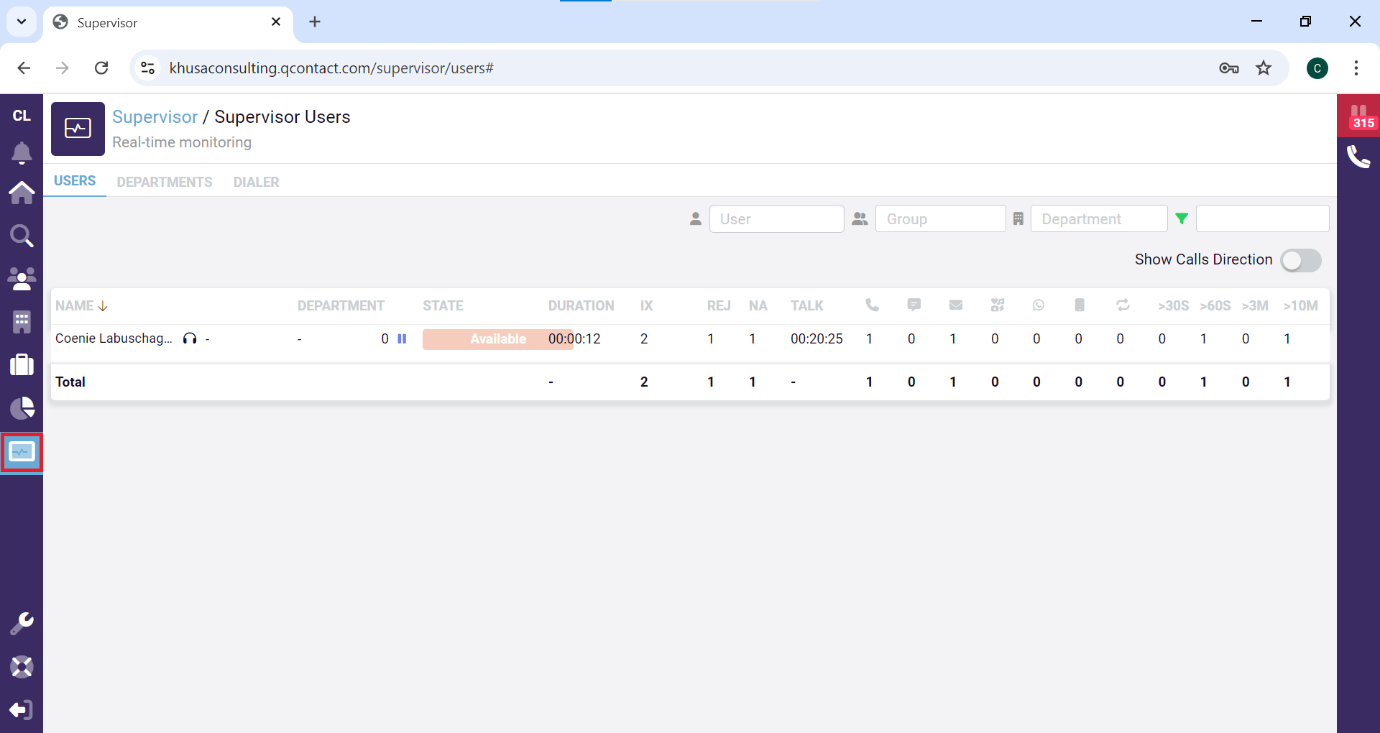 Supervisor
khusaconsulting.qcontact.com/supervisor/users#
C
CL
Supervisor / Supervisor Users
Real-time monitoring
315
USERS DEPARTMENTS DIALER
User Group Department
Show Calls Direction
NAME DEPARTMENT STATE DURATION IX REJ NA TALK >30S >60S >3M >10M
Coenie Labuschag... - - 0 Available 00:00:12 2 1 1 00:20:25 1 0 1 0 0 0 0 0 1 0 1
Total - 2 1 1 - 1 0 1 0 0 0 0 0 1 0 1